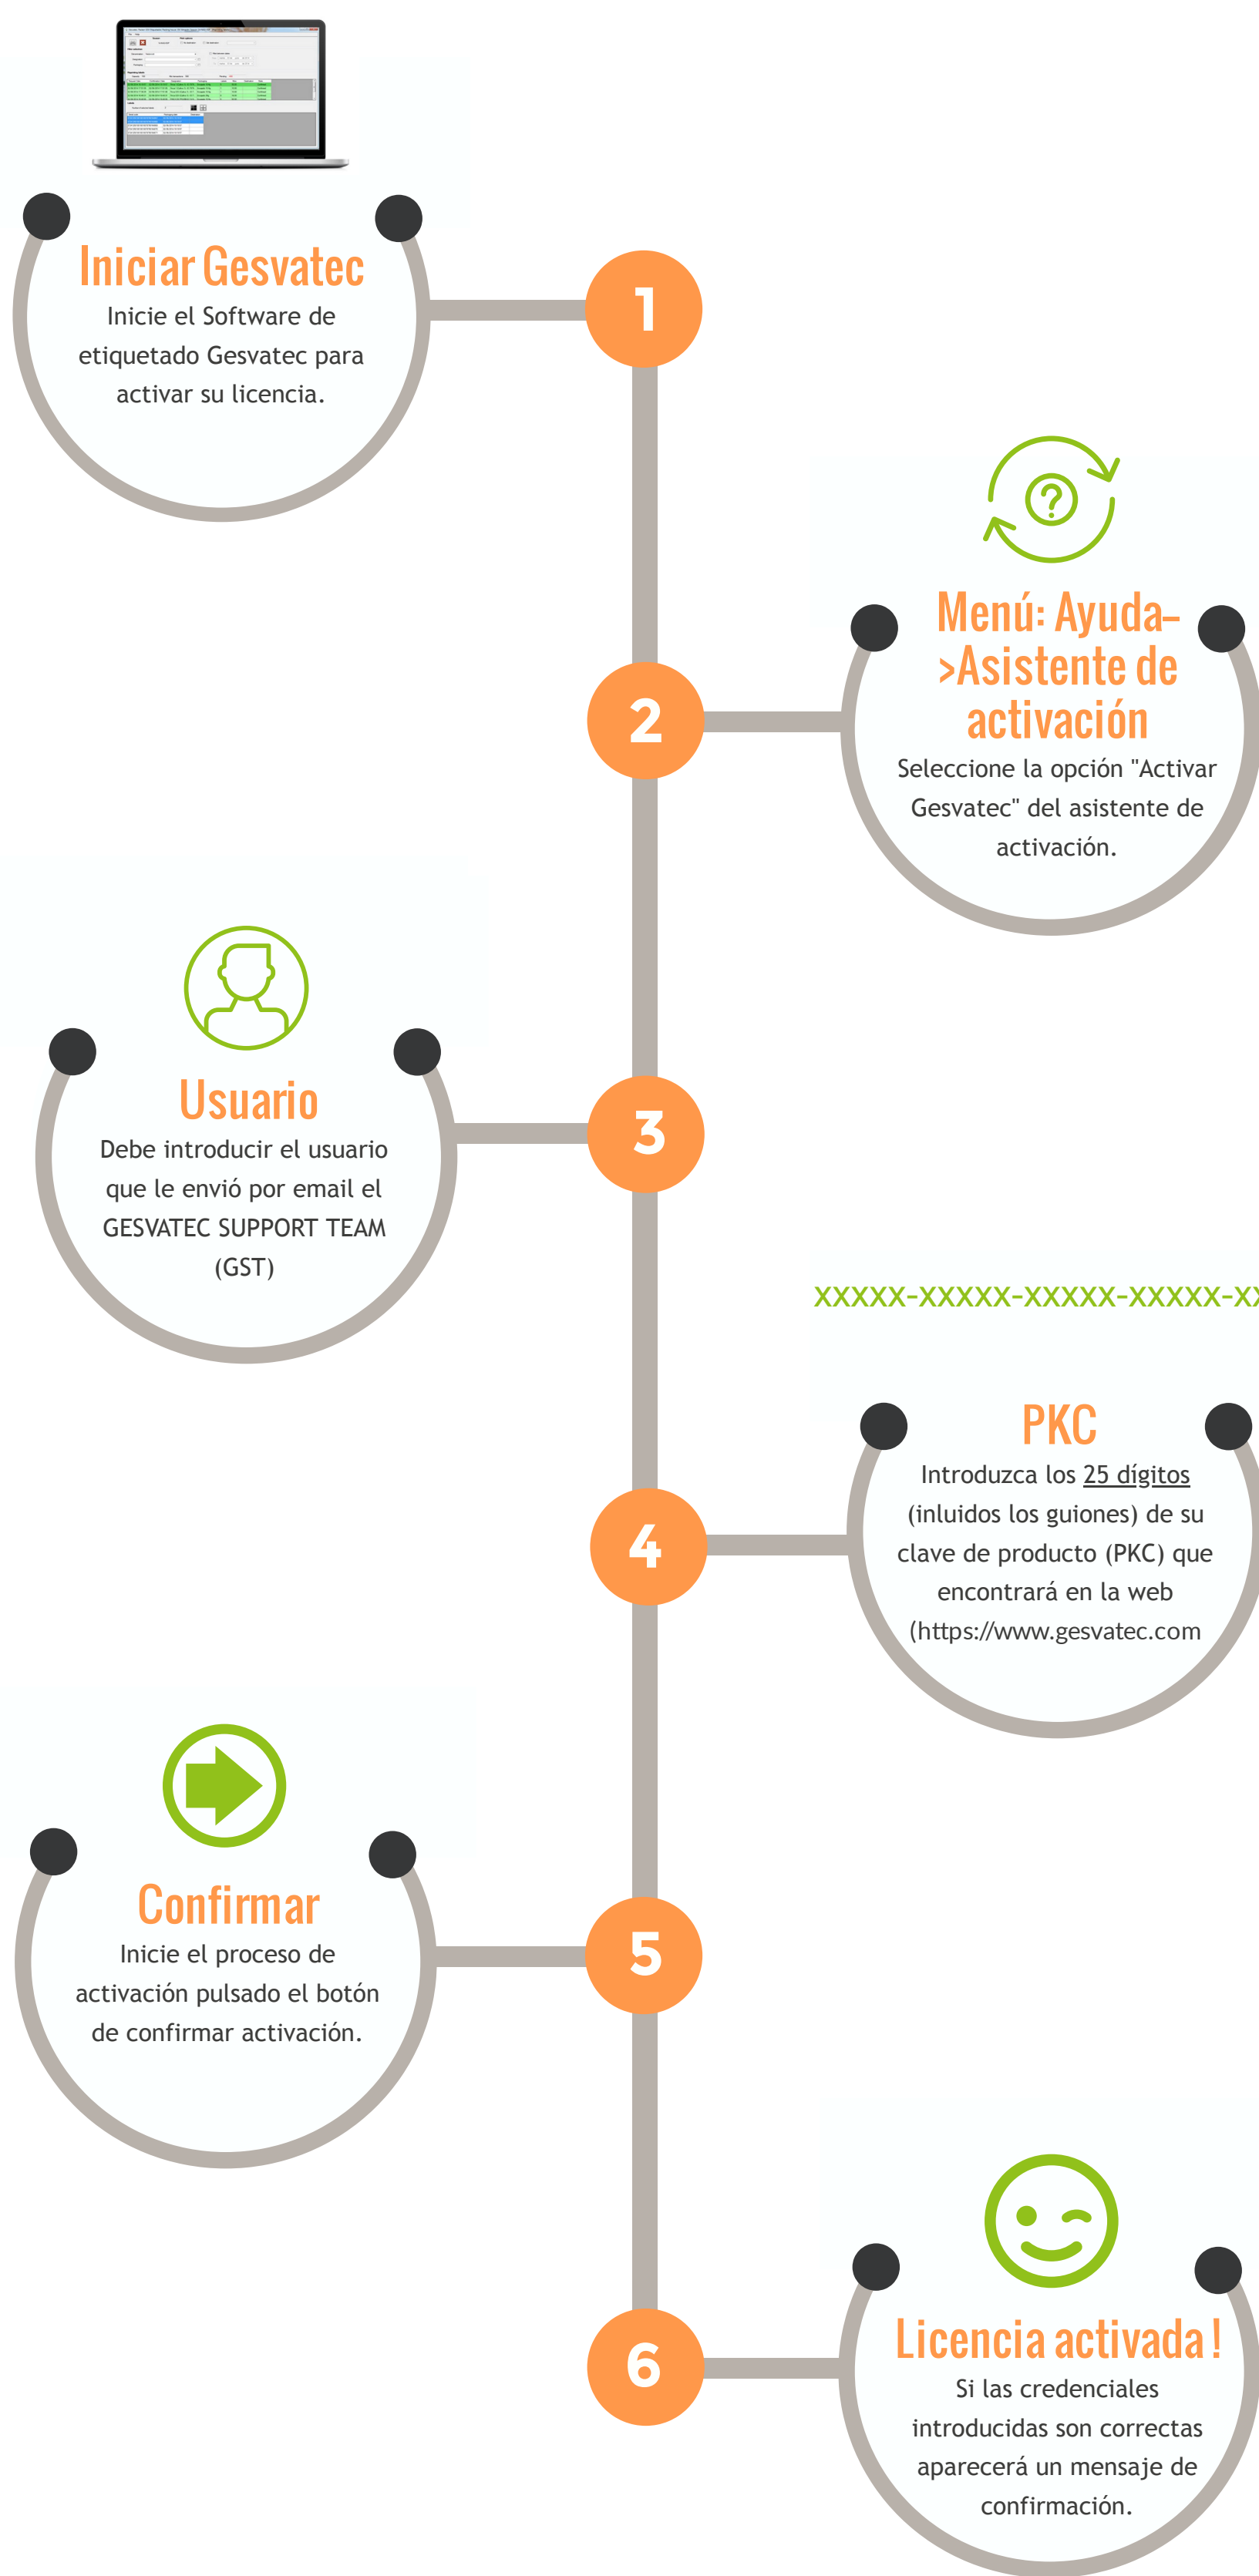 Iniciar Gesvatec
Inicie el Software de
etiquetado Gesvatec para
activar su licencia.
1
Menú: Ayuda-
>Asistente de
activación
Seleccione la opción "Activar
Gesvatec" del asistente de
activación.
2
Usuario
Debe introducir el usuario
que le envió por email el
GESVATEC SUPPORT TEAM
(GST)
3
XXXXX-XXXXX-XXXXX-XXXXX-XX
PKC
Introduzca los 25 dígitos
(inluidos los guiones) de su
clave de producto (PKC) que
encontrará en la web
(https://www.gesvatec.com
4
Confirmar
Inicie el proceso de
activación pulsado el botón
de confirmar activación.
5
Licencia activada !
Si las credenciales
introducidas son correctas
aparecerá un mensaje de
confirmación.
6